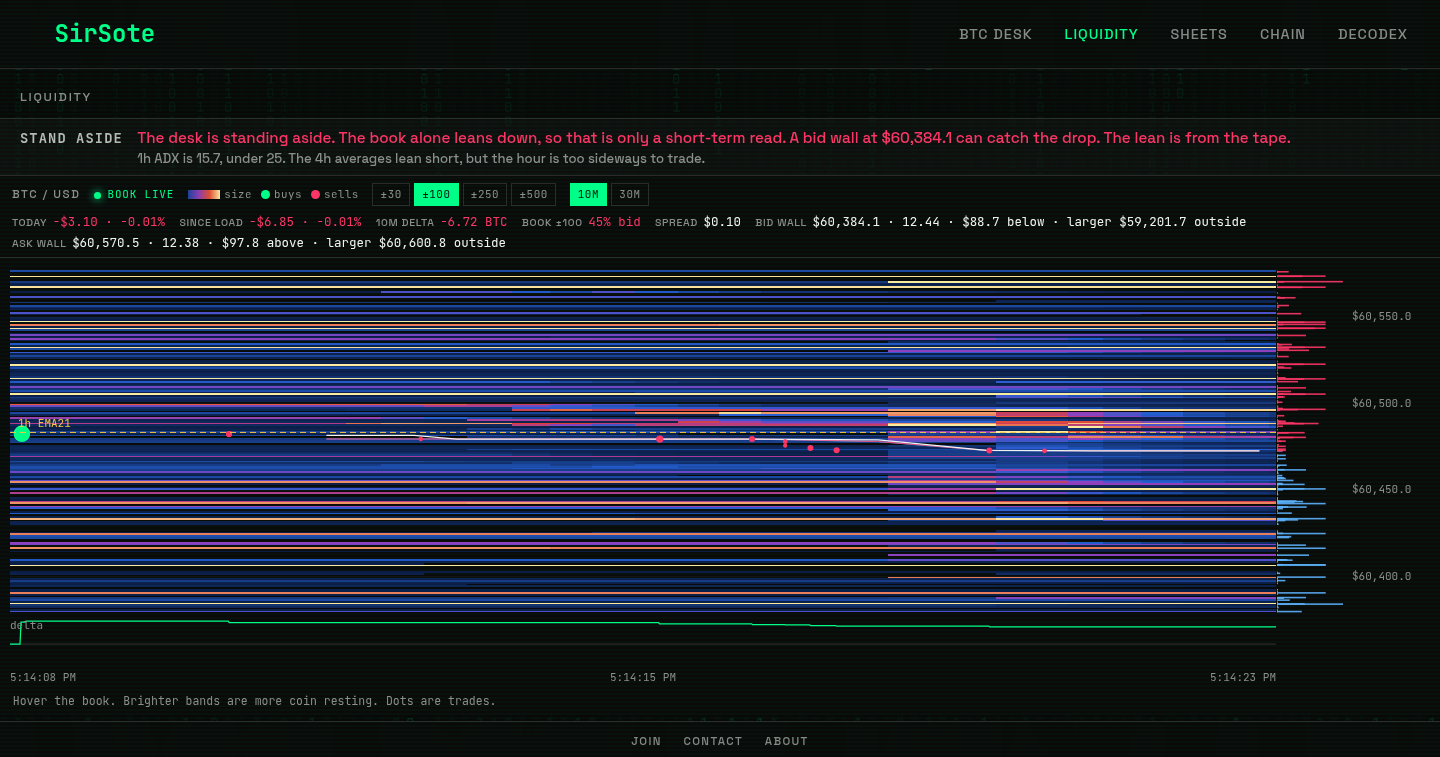 SirSote
BTC DESK LIQUIDITY SHEETS CHAIN DECODEX
LIQUIDITY
STAND ASIDE The desk is standing aside. The book alone leans down, so that is only a short-term read. A bid wall at $60,384.1 can catch the drop. The lean is from the tape.
1h ADX is 15.7, under 25. The 4h averages lean short, but the hour is too sideways to trade.
BTC / USD BOOK LIVE size buys sells ±30 ±100 ±250 ±500 10M 30M
TODAY -$3.10 · -0.01% SINCE LOAD -$6.85 · -0.01% 10M DELTA -6.72 BTC BOOK ±100 45% bid SPREAD $0.10 BID WALL $60,384.1 · 12.44 · $88.7 below · larger $59,201.7 outside
ASK WALL $60,570.5 · 12.38 · $97.8 above · larger $60,600.8 outside
$60,550.0
$60,500.0
1h EMA21
$60,450.0
$60,400.0
delta
5:14:08 PM 5:14:15 PM 5:14:23 PM
Hover the book. Brighter bands are more coin resting. Dots are trades.
JOIN CONTACT ABOUT